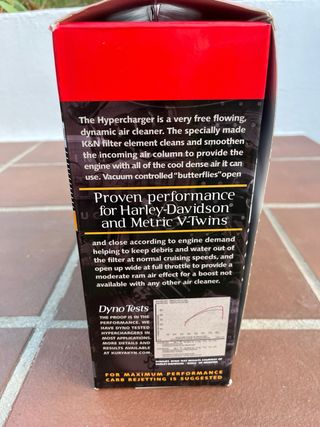 The Hypercharger is a very free flowing,
dynamic air cleaner. The specially made
K&N filter element cleans and smoothen
the incoming air column to provide the
engine with all of the cool dense air it can
use. Vacuum controlled "butterflies" open
Proven performance
for Harley-Davidson®
and Metric V-Twins
and close according to engine demand
helping to keep debris and water out of
the filter at normal cruising speeds, and
open up wide at full throttle to provide a
moderate ram air effect for a boost not
available with any other air cleaner.
Dyno Tests
THE PROOF IS IN THE
PERFORMANCE. WE
HAVE DYNO TESTED
HYPERCHARGERS IN
MOST APPLICATIONS.
MORE DETAILS AND
RESULTS AVAILABLE
AT KURYAKYN.COM
FOR MAXIMUM PERFORMANCE
CARB REJETTING IS SUGGESTED